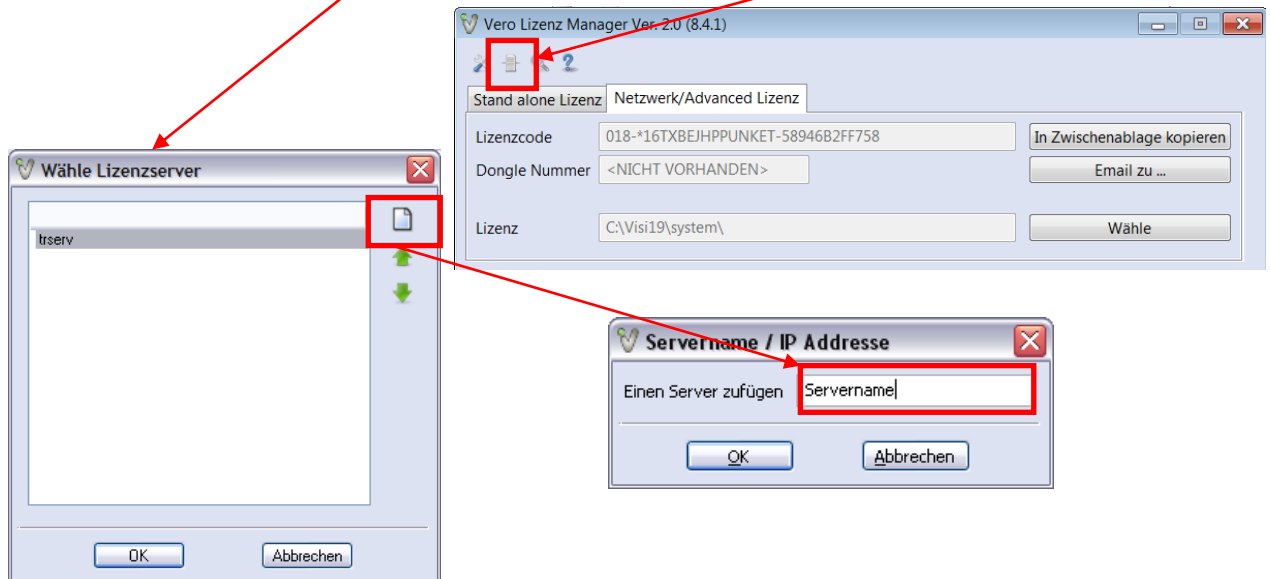 Vero Lizenz Manager Ver. 2.0 (8.4.1)
Stand alone Lizenz
Netzwerk/Advanced Lizenz
Lizenzcode
018-*16TXBEJHPPUNKET-58946B2FF758
In Zwischenablage kopieren
Dongle Nummer
<NICHT VORHANDEN>
Email zu ...
Lizenz
C:\Visi19\system\
Wähle
Wähle Lizenzserver
trserv
OK
Abbrechen
Servername / IP Addresse
Einen Server zufügen
Servername
OK
Abbrechen